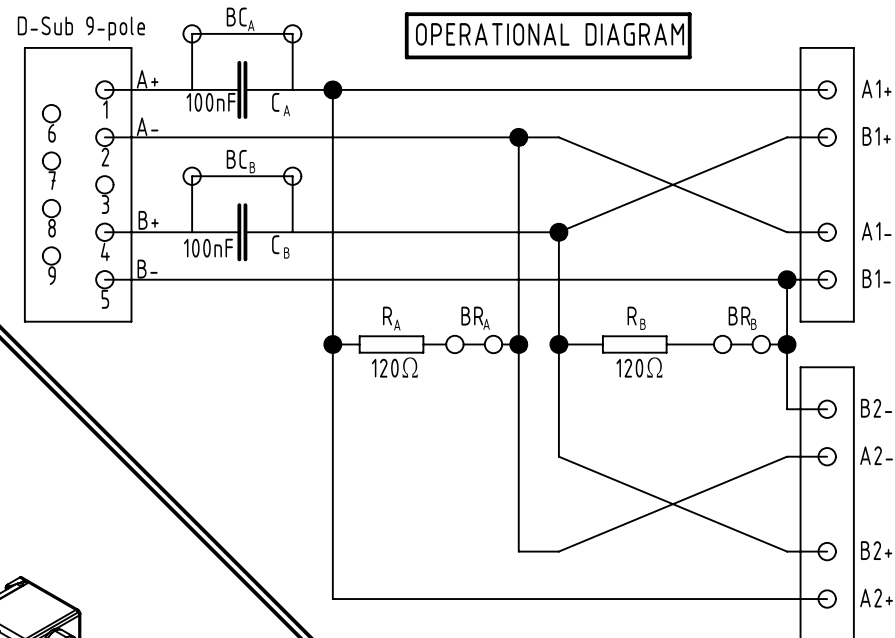 D-Sub 9-pole
BCA
OPERATIONAL DIAGRAM
A+
100nF
CA
A1+
1
6
A-
B1+
2
7
BCB
3
8
B+
100nF
CB
A1-
4
9
B-
B1-
5
RA
BRA
RB
BRB
120Ω
120Ω
B2-
A2-
B2+
A2+